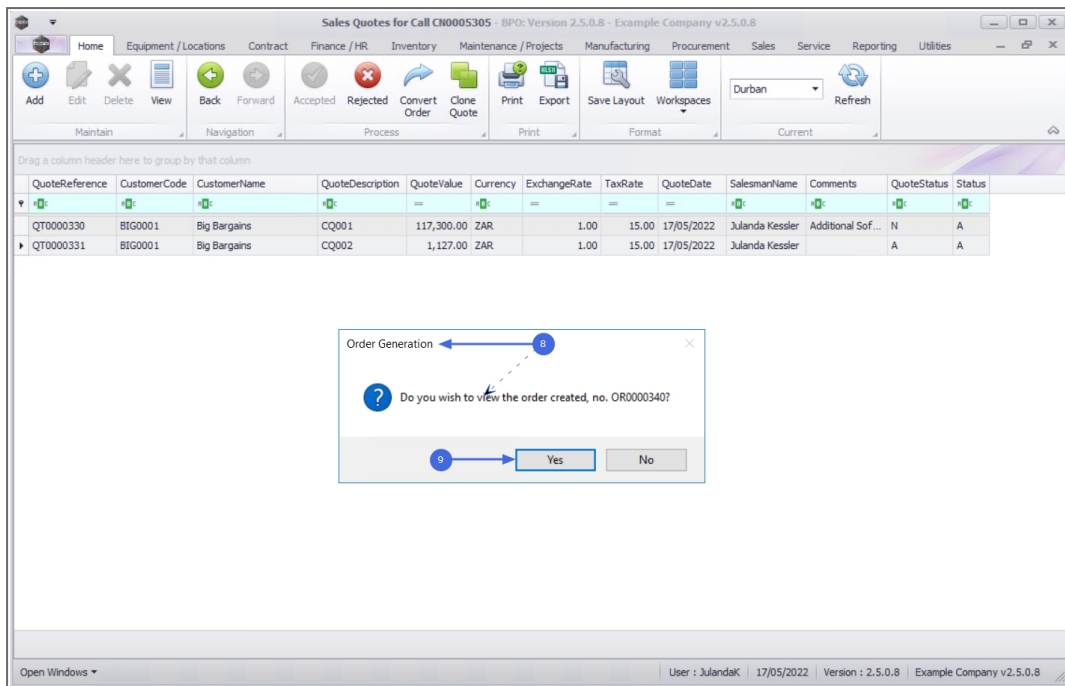 Sales Quotes for Call CN0005305 - BPO: Version 2.5.0.8 - Example Company v2.5.0.8
Home Equipment / Locations Contract Finance / HR Inventory Maintenance / Projects Manufacturing Procurement Sales Service Reporting Utilities
Add Edit Delete View Back Forward Accepted Rejected Convert Order Clone Quote Print Export Save Layout Workspaces Durban Refresh
Maintain Navigation Process Print Format Current
Drag a column header here to group by that column
QuoteReference CustomerCode CustomerName QuoteDescription QuoteValue Currency ExchangeRate TaxRate QuoteDate SalesmanName Comments QuoteStatus Status
QT0000330 BIG0001 Big Bargains CQ001 117,300.00 ZAR 1.00 15.00 17/05/2022 Julanda Kessler Additional Sof... N A
QT0000331 BIG0001 Big Bargains CQ002 1,127.00 ZAR 1.00 15.00 17/05/2022 Julanda Kessler A A
Order Generation 8
Do you wish to view the order created, no. OR0000340?
9 Yes No
Open Windows User : JulandaK 17/05/2022 Version : 2.5.0.8 Example Company v2.5.0.8